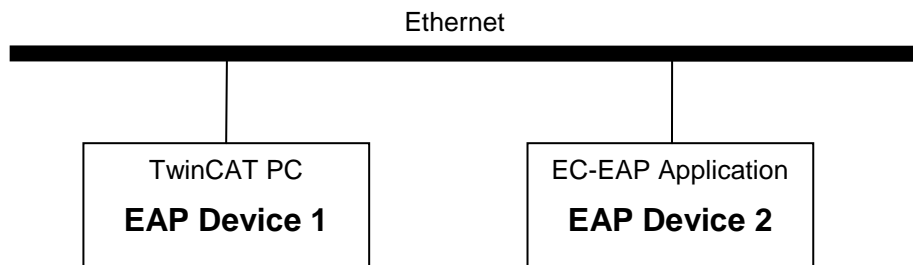 Ethernet
TwinCAT PC
EAP Device 1
EC-EAP Application
EAP Device 2